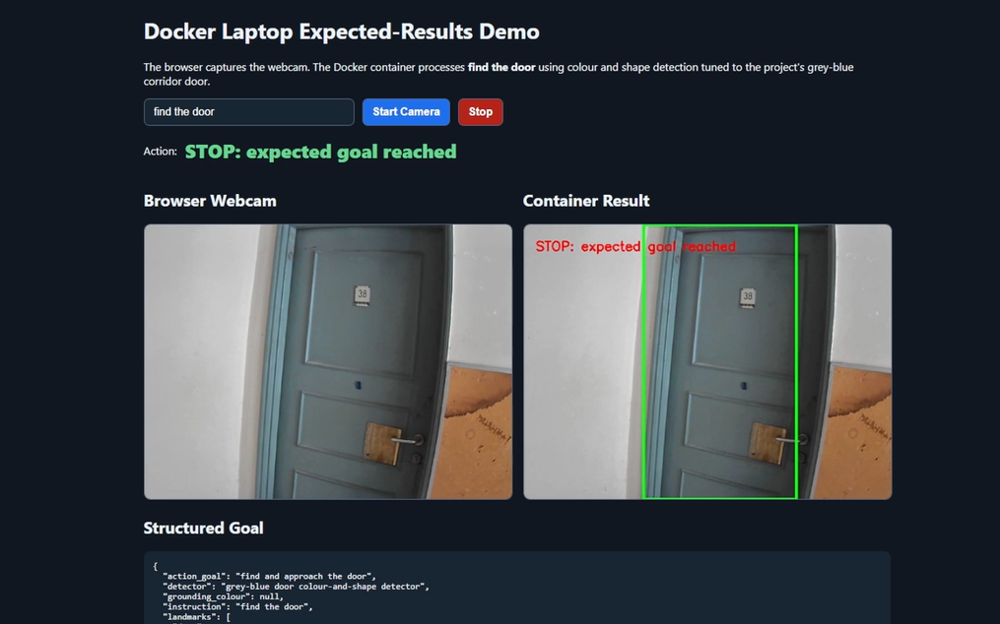 Docker Laptop Expected-Results Demo
The browser captures the webcam. The Docker container processes find the door using colour and shape detection tuned to the project's grey-blue
corridor door.
find the door
Start Camera
Stop
Action: STOP: expected goal reached
Browser Webcam
Container Result
38
STOP: expected goal reached
38
Structured Goal
{
"action_goal": "find and approach the door",
"detector": "grey-blue door colour-and-shape detector",
"grounding_colour": null,
"instruction": "find the door",
"landmarks": [